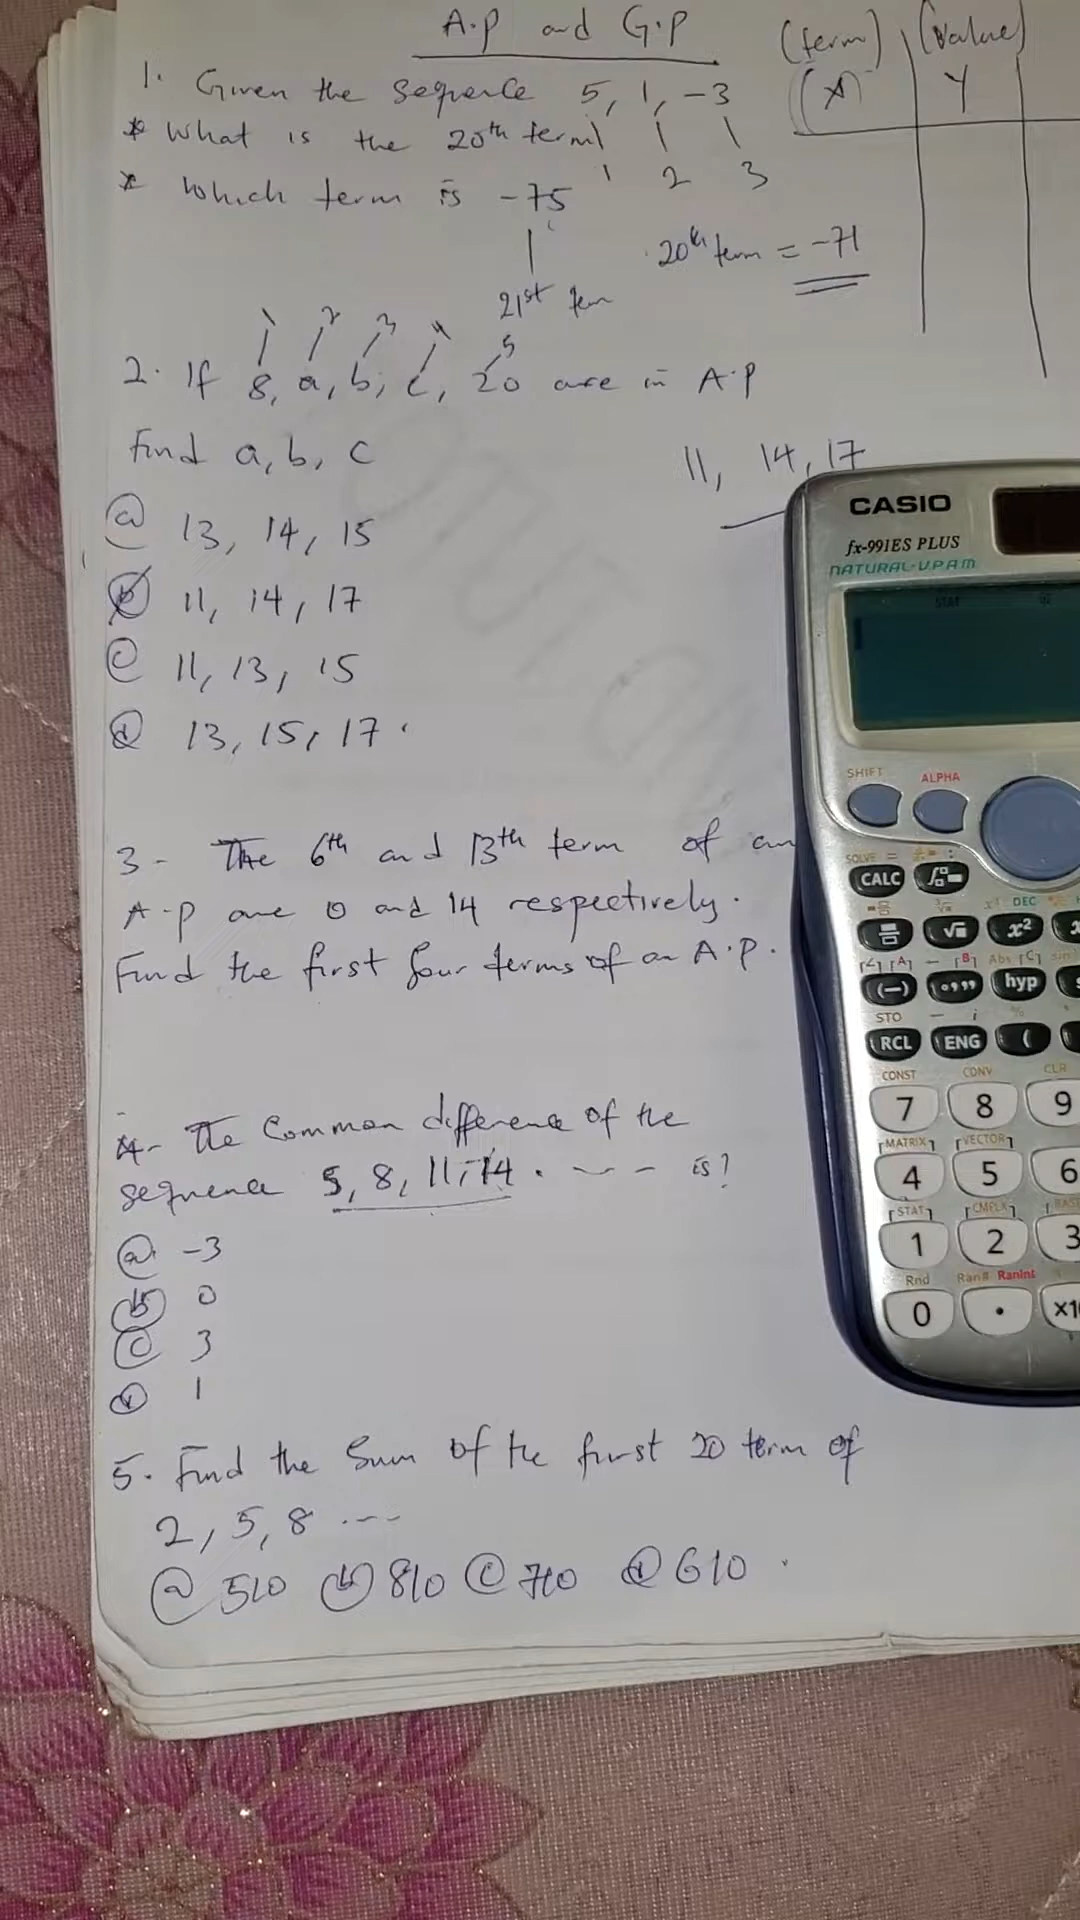 A.P and G.P
(term) (Value)
(X) Y
1. Given the sequence 5, 1, -3
* What is the 20th term
1 2 3
* Which term is -75
20th term = -71
21st term
1 2 3 4 5
2. If 8, a, b, c, 20 are in A.P
Find a, b, c
11, 14, 17
(a) 13, 14, 15
(b) 11, 14, 17
(c) 11, 13, 15
(d) 13, 15, 17.
3- The 6th and 13th term of an
A-p are 0 and 14 respectively.
Find the first four terms of an A.P.
4- The Common difference of the
sequence 5, 8, 11, 14 . --- is?
(a) -3
(b) 0
(c) 3
(d) 1
5. Find the Sum of the first 20 term of
2, 5, 8 ---
(a) 510 (b) 810 (c) 710 (d) 610
CASIO
fx-991ES PLUS
NATURAL-V.P.A.M.
STAT
SHIFT ALPHA
SOLVE =
CALC
DEC
x²
Abs
(-) hyp
STO
RCL ENG (
CONST CONV CLR
7 8 9
MATRIX VECTOR
4 5 6
STAT CMPLX
1 2 3
Rnd Ran# RanInt
0 .